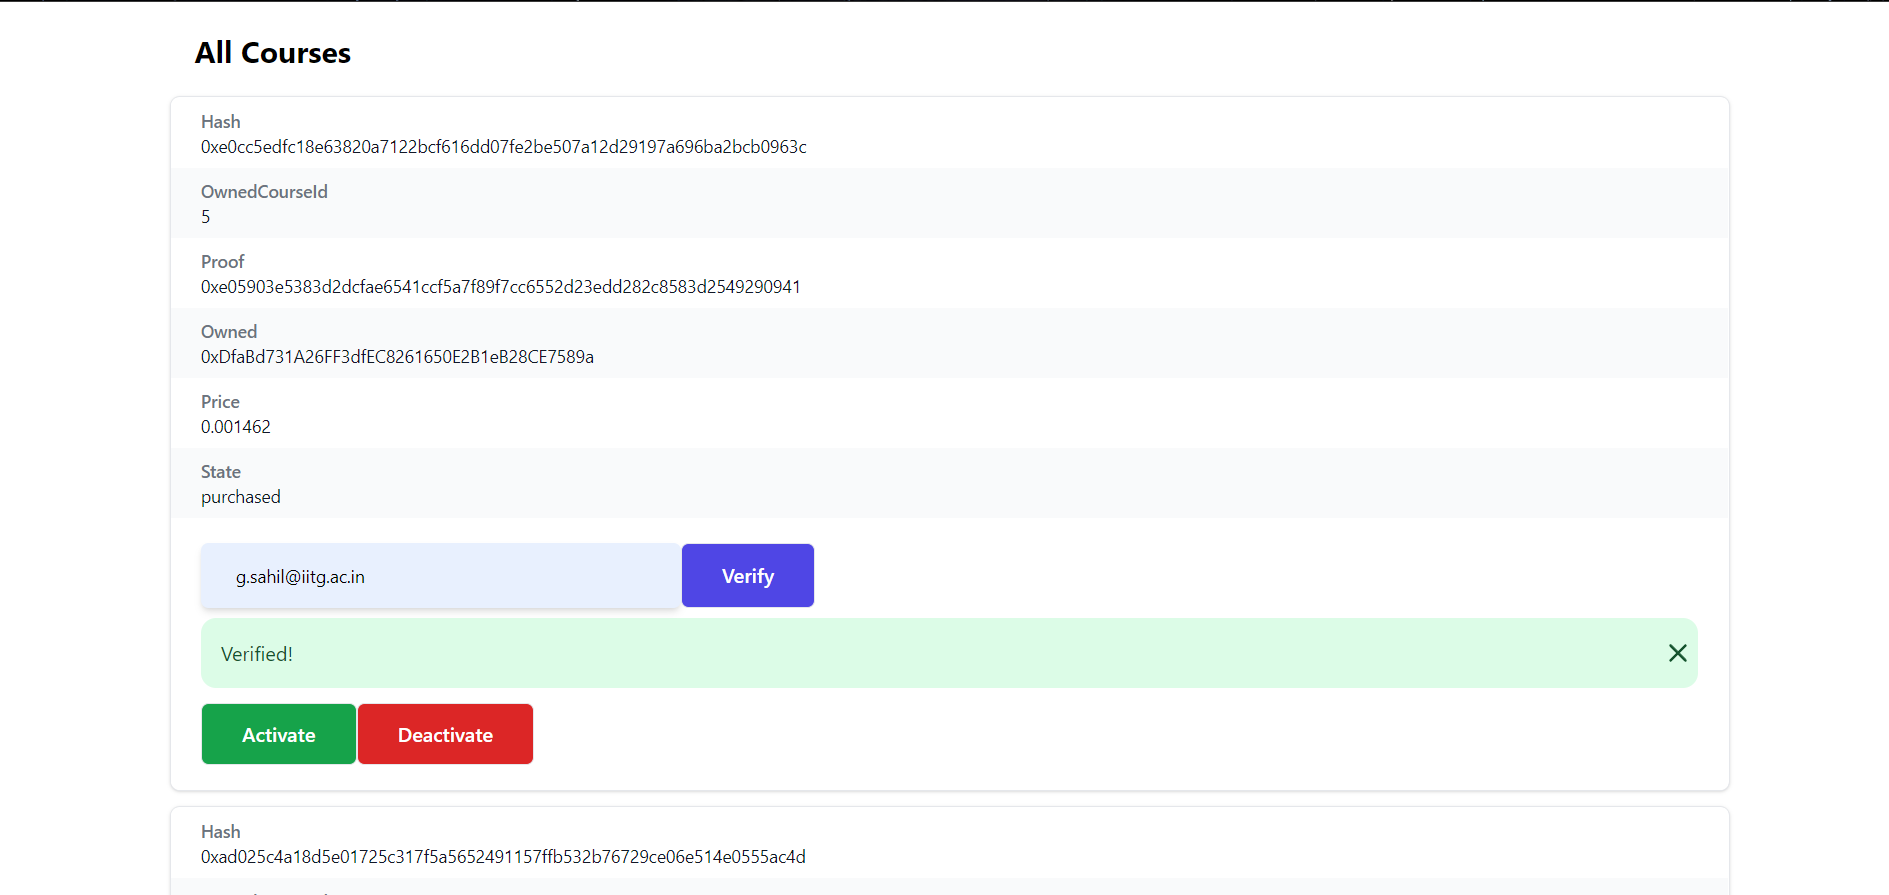 All Courses
Hash
0xe0cc5edfc18e63820a7122bcf616dd07fe2be507a12d29197a696ba2bcb0963c
OwnedCourseId
5
Proof
0xe05903e5383d2dcfae6541ccf5a7f89f7cc6552d23edd282c8583d2549290941
Owned
0xDfaBd731A26FF3dfEC8261650E2B1eB28CE7589a
Price
0.001462
State
purchased
g.sahil@iitg.ac.in Verify
Verified!
Activate Deactivate
Hash
0xad025c4a18d5e01725c317f5a5652491157ffb532b76729ce06e514e0555ac4d